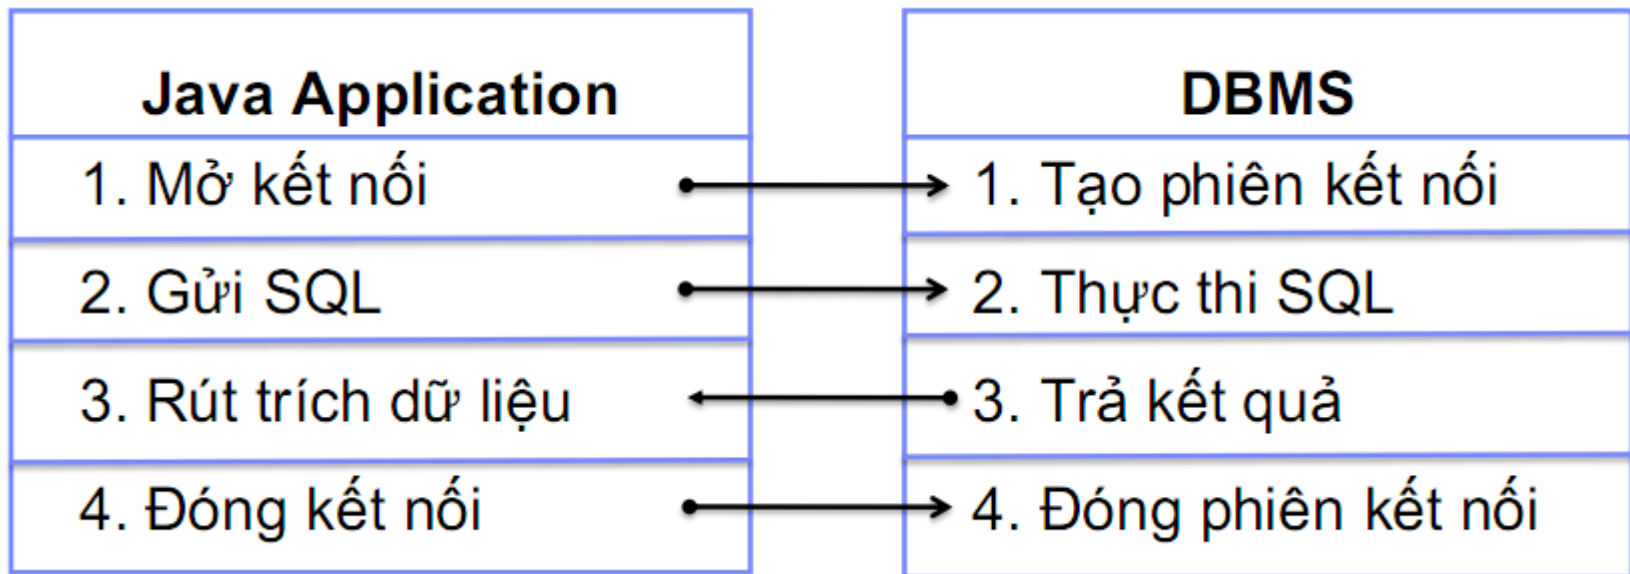 Java Application
1. Mở kết nối
2. Gửi SQL
3. Rút trích dữ liệu
4. Đóng kết nối
DBMS
1. Tạo phiên kết nối
2. Thực thi SQL
3. Trả kết quả
4. Đóng phiên kết nối